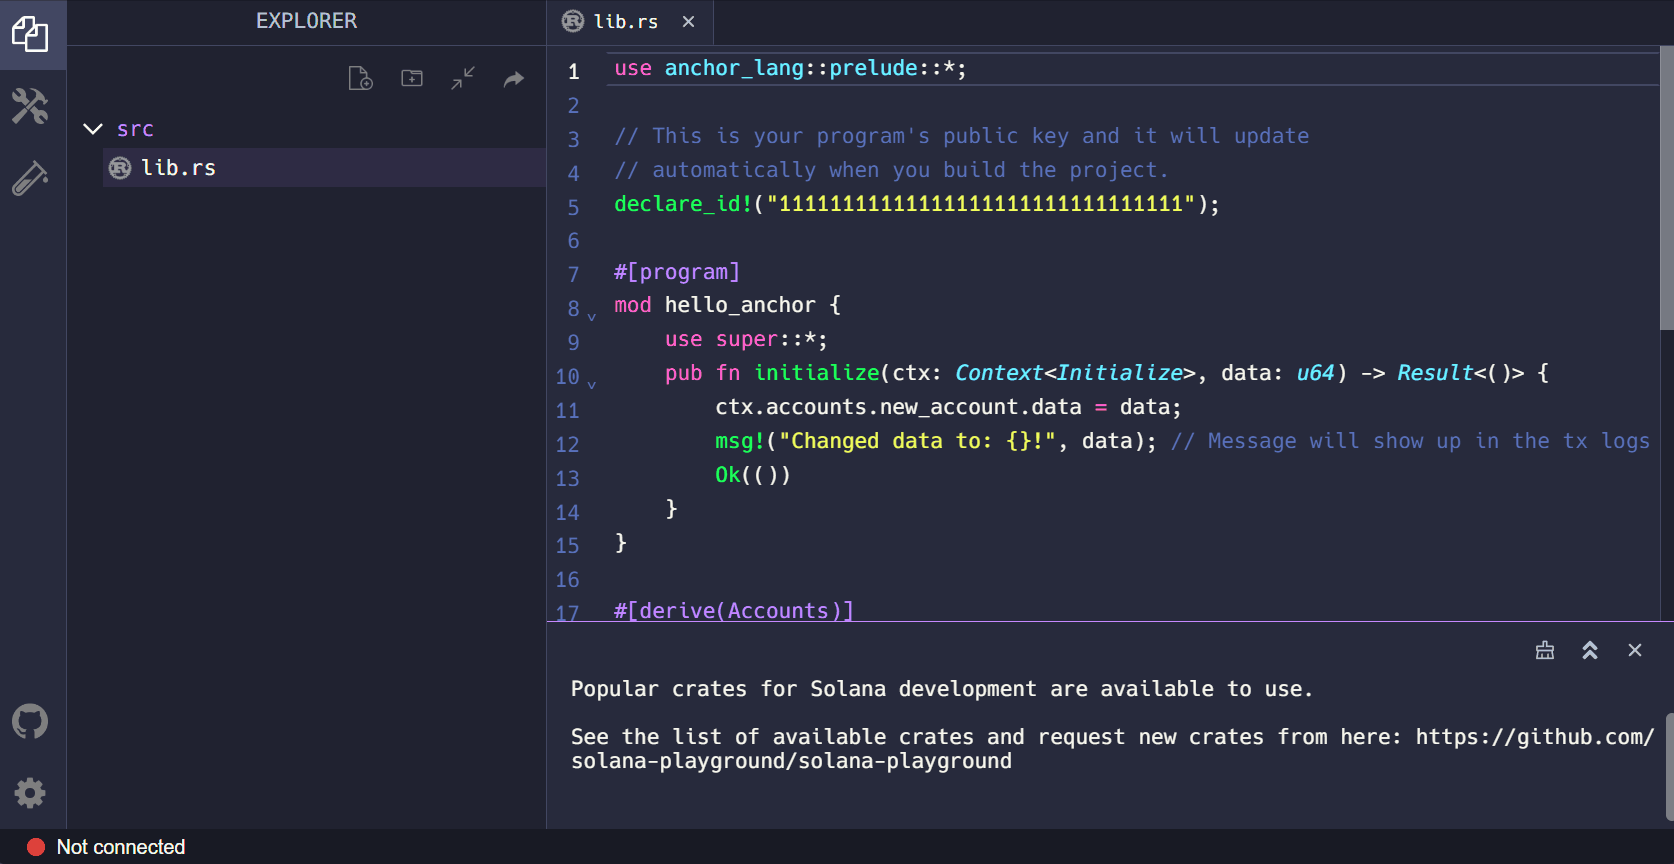 EXPLORER
src
lib.rs
lib.rs
1 use anchor_lang::prelude::*;
2
3 // This is your program's public key and it will update
4 // automatically when you build the project.
5 declare_id!("11111111111111111111111111111111");
6
7 #[program]
8 mod hello_anchor {
9     use super::*;
10     pub fn initialize(ctx: Context<Initialize>, data: u64) -> Result<()> {
11         ctx.accounts.new_account.data = data;
12         msg!("Changed data to: {}!", data); // Message will show up in the tx logs
13         Ok(())
14     }
15 }
16
17 #[derive(Accounts)]
Popular crates for Solana development are available to use.
See the list of available crates and request new crates from here: https://github.com/
solana-playground/solana-playground
Not connected